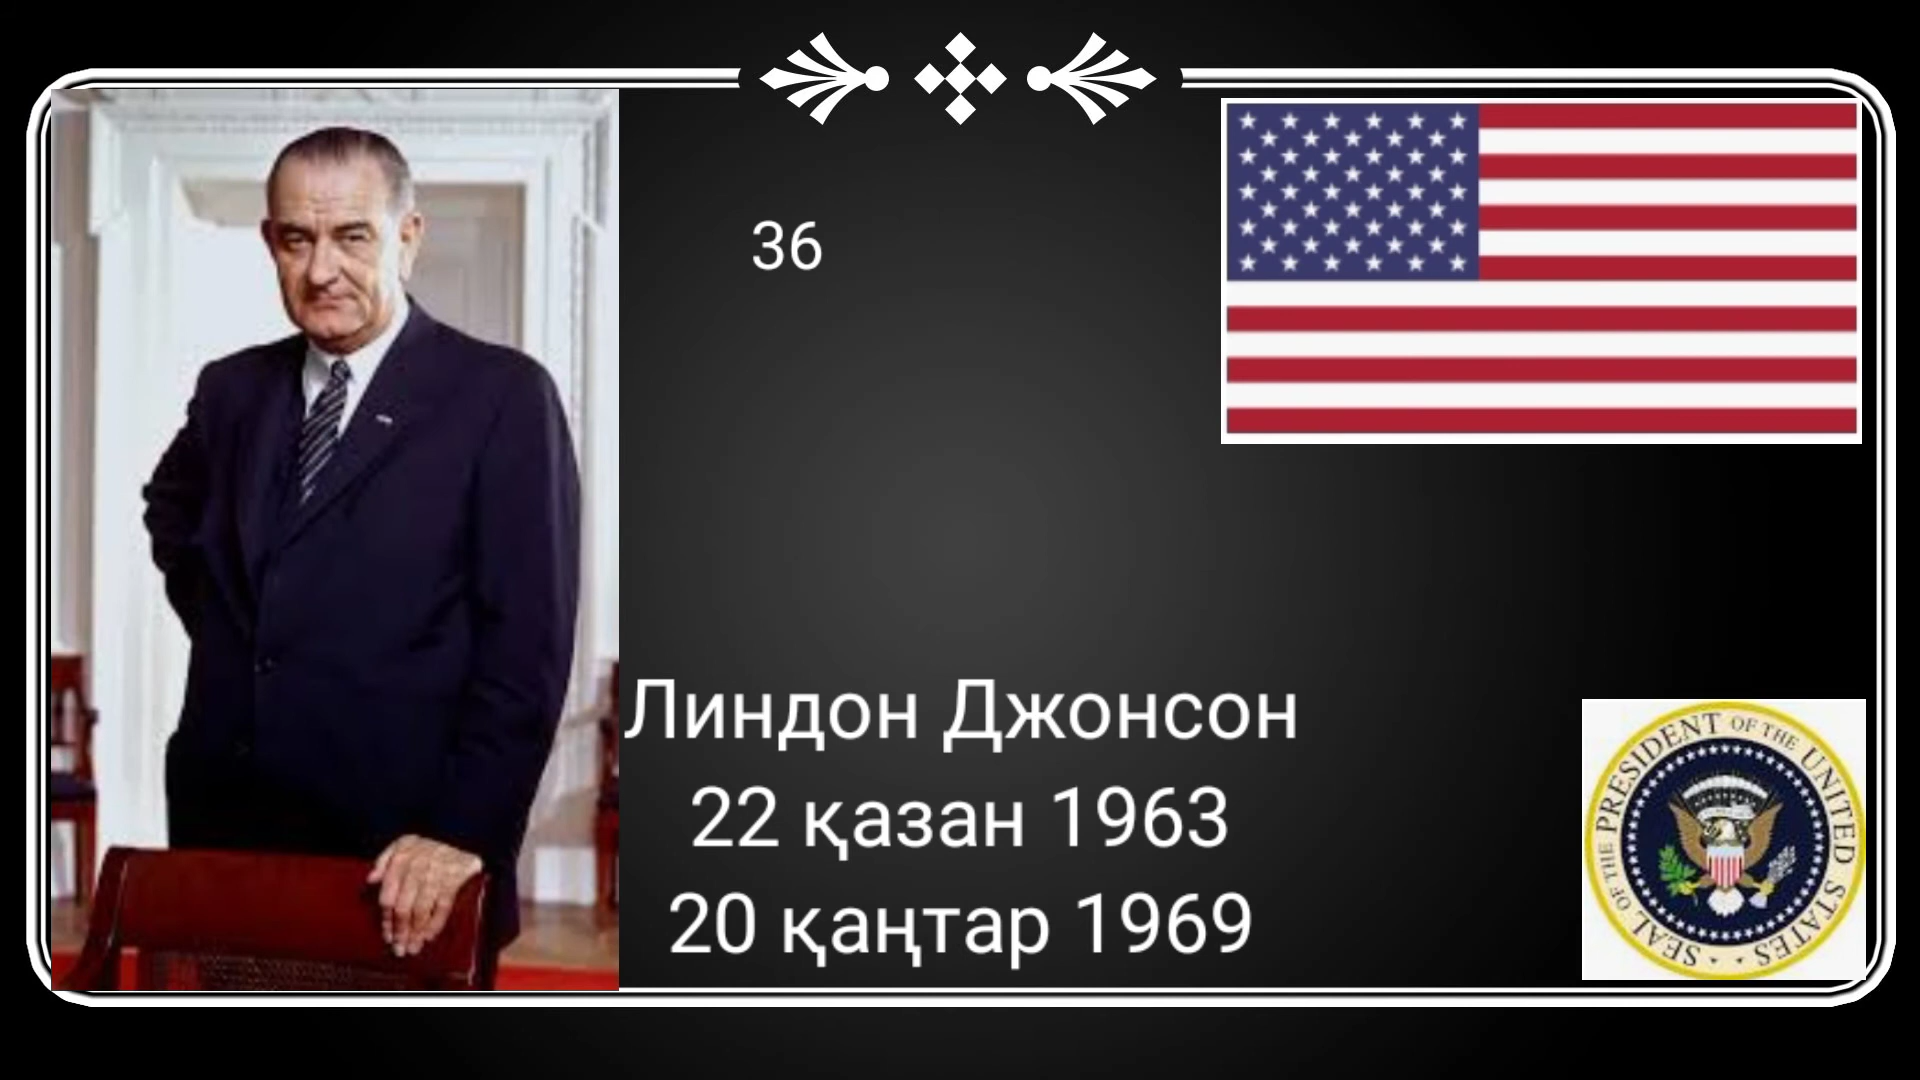 36
Линдон Джонсон
22 қазан 1963
20 қаңтар 1969
SEAL OF THE PRESIDENT OF THE UNITED STATES